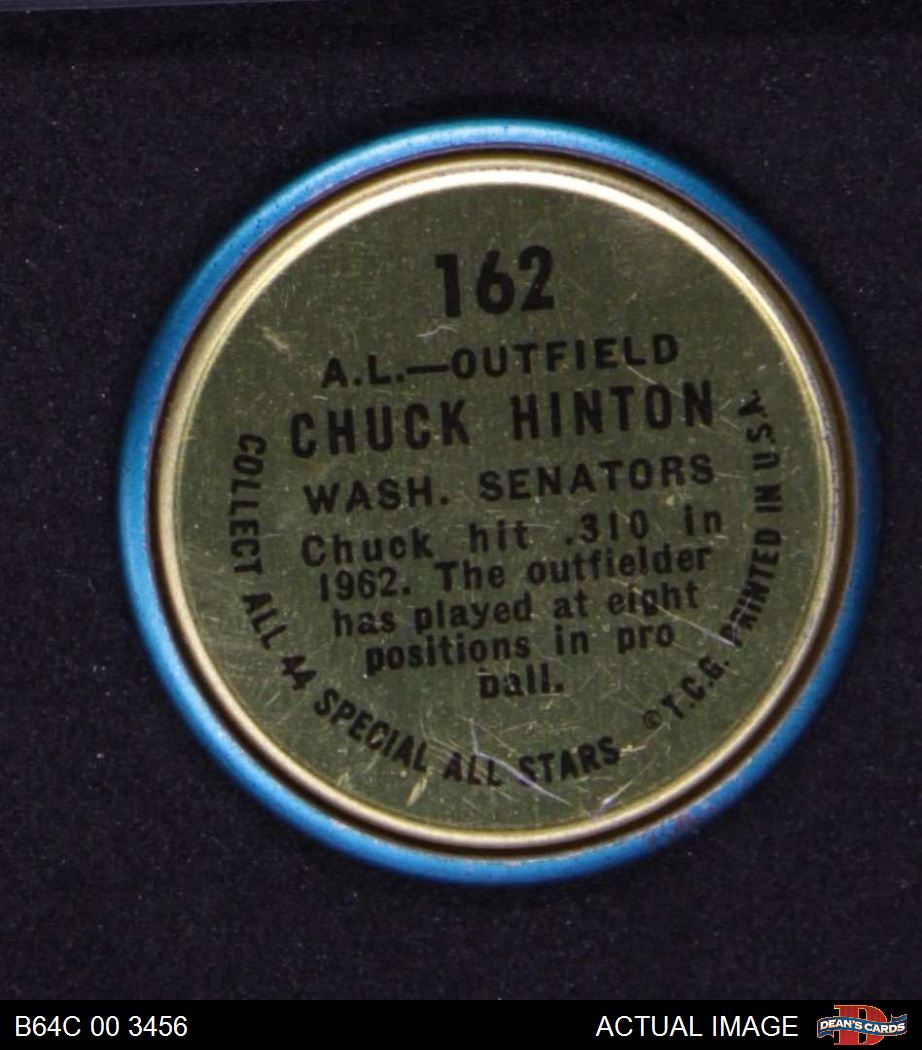 162
A.L.—OUTFIELD
CHUCK HINTON
WASH. SENATORS
Chuck hit .310 in
1962. The outfielder
has played at eight
positions in pro
ball.
COLLECT ALL 44 SPECIAL ALL STARS
©T.C.G. PRINTED IN U.S.A.
B64C 00 3456
ACTUAL IMAGE
DEAN'S CARDS